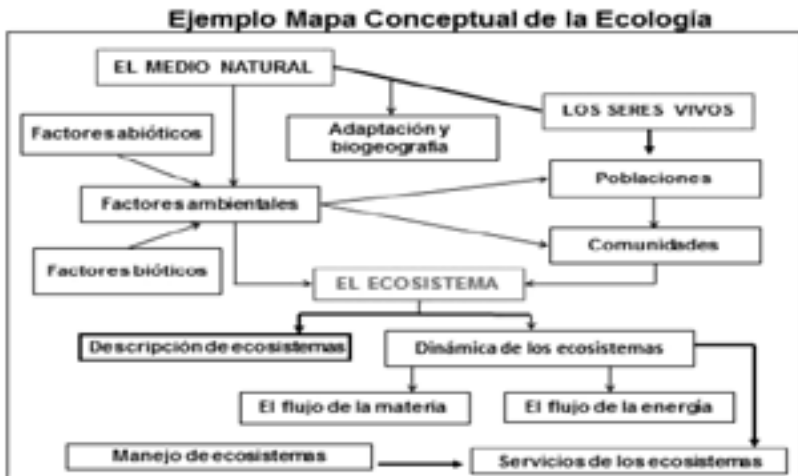 Ejemplo Mapa Conceptual de la Ecología
EL MEDIO NATURAL
LOS SERES VIVOS
Factores abióticos
Adaptación y
biogeografía
Poblaciones
Factores ambientales
Comunidades
Factores bióticos
EL ECOSISTEMA
Descripción de ecosistemas
Dinámica de los ecosistemas
El flujo de la materia
El flujo de la energía
Manejo de ecosistemas
Servicios de los ecosistemas